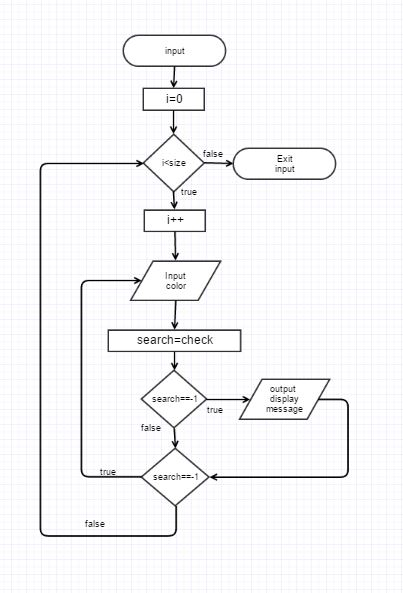 input
i=0
i<size
false
Exit
input
true
i++
Input
color
search=check
search==-1
true
output
display
message
false
search==-1
true
false